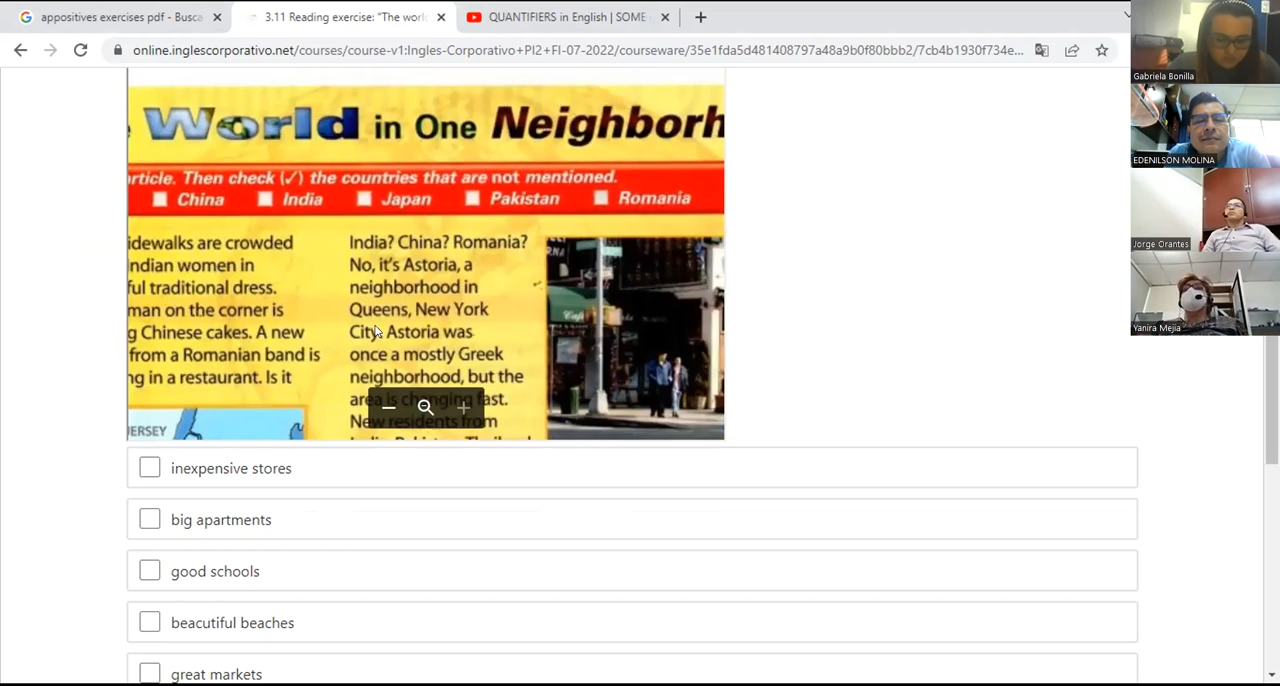 appositives exercises pdf - Busca
3.11 Reading exercise: "The worl
QUANTIFIERS in English | SOME
online.inglescorporativo.net/courses/course-v1:Ingles-Corporativo+PI2+FI-07-2022/courseware/35e1fda5d481408797a48a9b0f80bbb2/7cb4b1930f734e...
World in One Neighborh
rticle. Then check (✓) the countries that are not mentioned.
China India Japan Pakistan Romania
idewalks are crowded
ndian women in
ful traditional dress.
man on the corner is
g Chinese cakes. A new
from a Romanian band is
ng in a restaurant. Is it
India? China? Romania?
No, it's Astoria, a
neighborhood in
Queens, New York
City. Astoria was
once a mostly Greek
neighborhood, but the
area is changing fast.
New residents from
ERSEY
inexpensive stores
big apartments
good schools
beacutiful beaches
great markets
Gabriela Bonilla
EDENILSON MOLINA
Jorge Orantes
Yanira Mejia